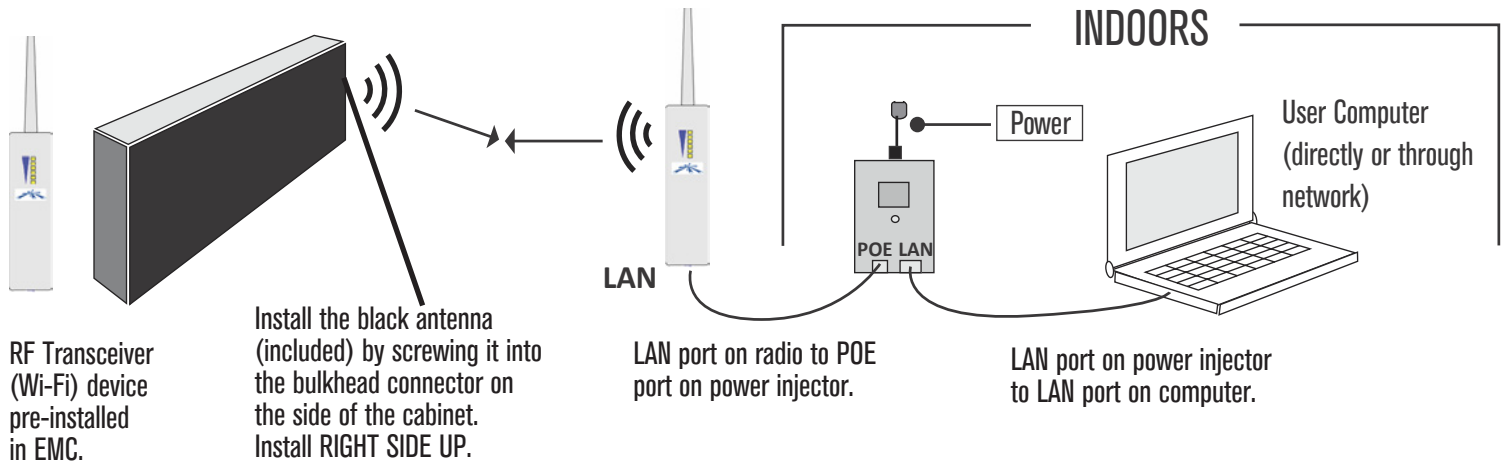 INDOORS
Power
User Computer
(directly or through
network)
POE LAN
LAN
RF Transceiver
(Wi-Fi) device
pre-installed
in EMC.
Install the black antenna
(included) by screwing it into
the bulkhead connector on
the side of the cabinet.
Install RIGHT SIDE UP.
LAN port on radio to POE
port on power injector.
LAN port on power injector
to LAN port on computer.